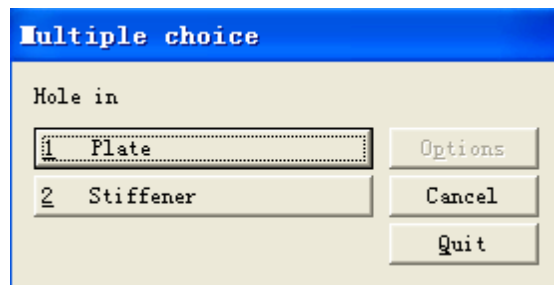 Multiple choice
Hole in
1 Plate
Options
2 Stiffener
Cancel
Quit